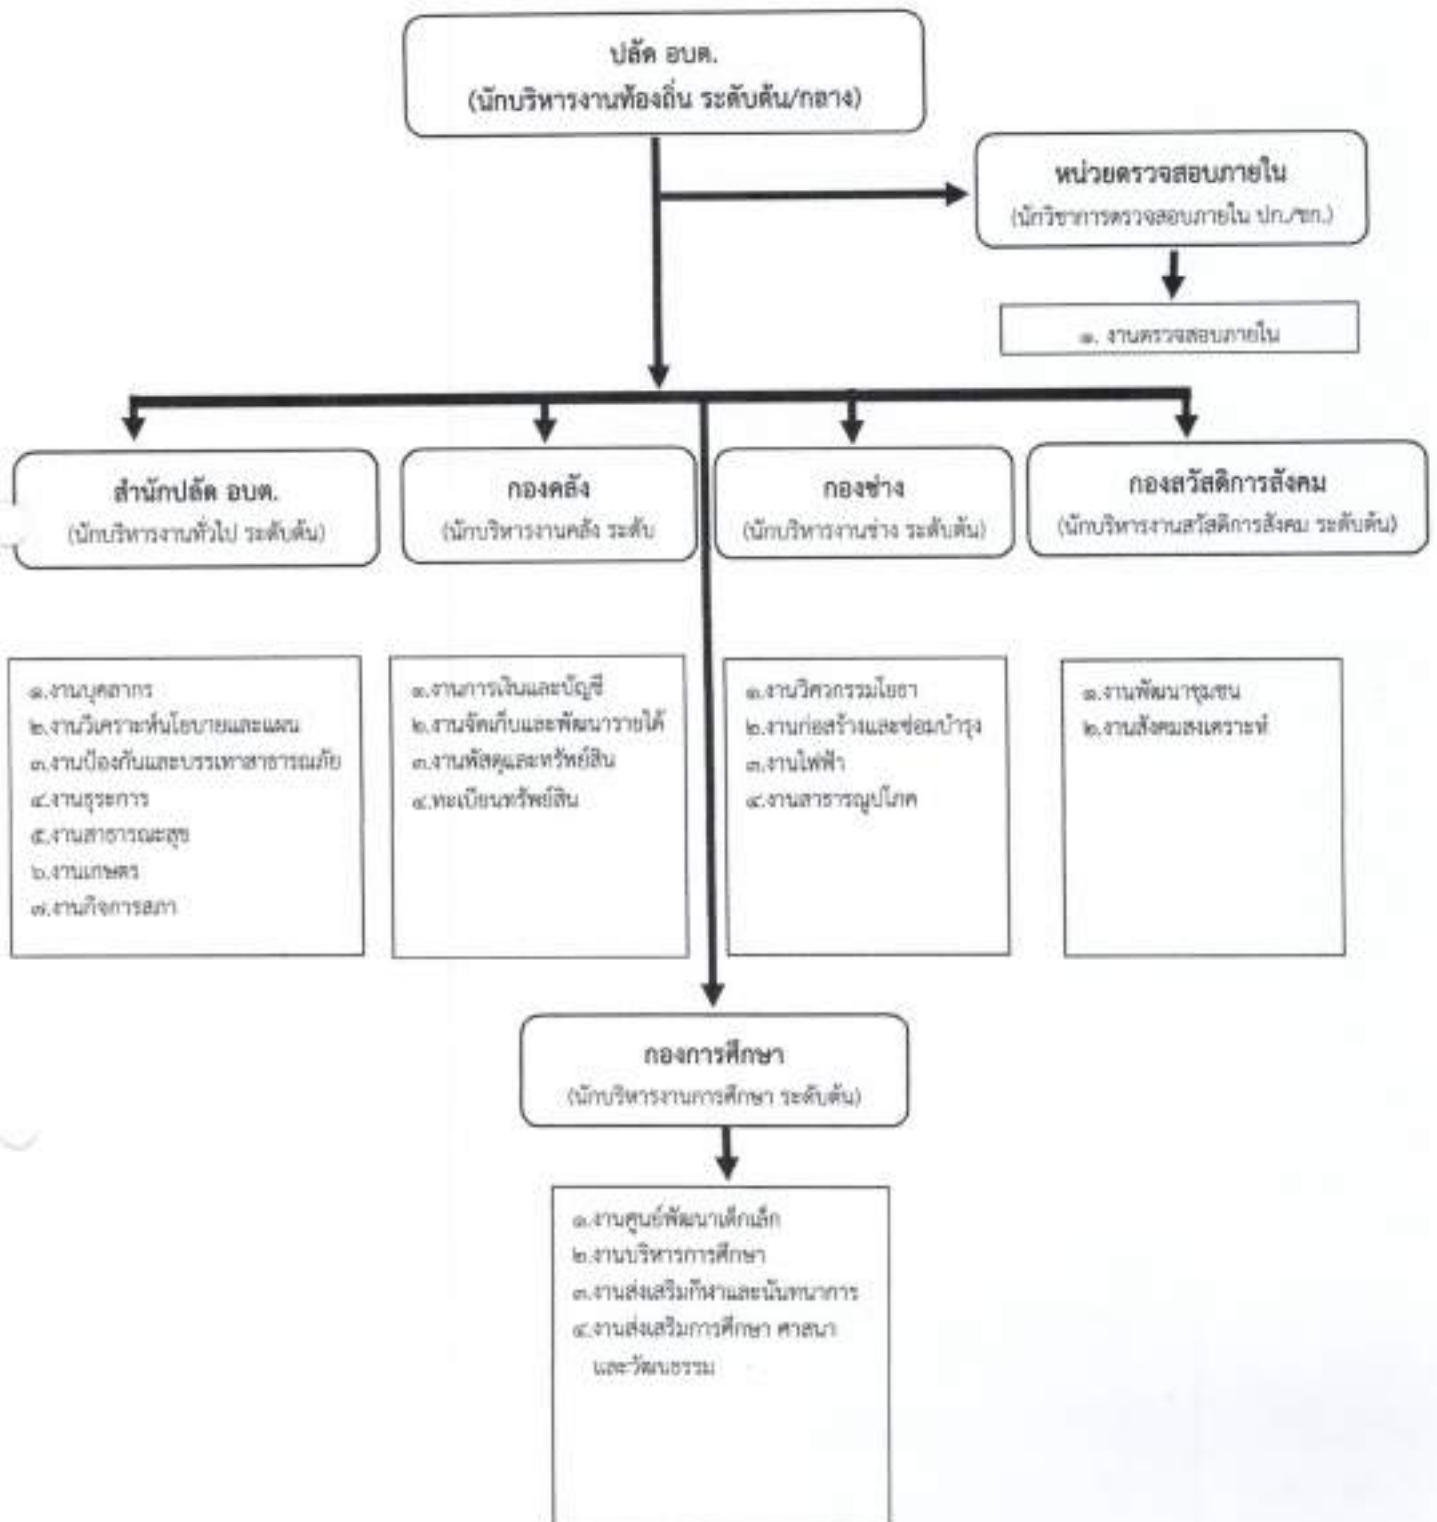 ปลัด อบต.
(นักบริหารงานท้องถิ่น ระดับต้น/กลาง)
หน่วยตรวจสอบภายใน
(นักวิชาการตรวจสอบภายใน ปก./ชก.)
๑. งานตรวจสอบภายใน
สำนักปลัด อบต.
(นักบริหารงานทั่วไป ระดับต้น)
กองคลัง
(นักบริหารงานคลัง ระดับ
กองช่าง
(นักบริหารงานช่าง ระดับต้น)
กองสวัสดิการสังคม
(นักบริหารงานสวัสดิการสังคม ระดับต้น)
๑.งานบุคลากร
๒.งานวิเคราะห์นโยบายและแผน
๓.งานป้องกันและบรรเทาสาธารณภัย
๔.งานธุระการ
๕.งานสาธารณะสุข
๖.งานเกษตร
๗.งานกิจการสภา
๑.งานการเงินและบัญชี
๒.งานจัดเก็บและพัฒนารายได้
๓.งานพัสดุและทรัพย์สิน
๔.ทะเบียนทรัพย์สิน
๑.งานวิศวกรรมโยธา
๒.งานก่อสร้างและซ่อมบำรุง
๓.งานไฟฟ้า
๔.งานสาธารณูปโภค
๑.งานพัฒนาชุมชน
๒.งานสังคมสงเคราะห์
กองการศึกษา
(นักบริหารงานการศึกษา ระดับต้น)
๑.งานศูนย์พัฒนาเด็กเล็ก
๒.งานบริหารการศึกษา
๓.งานส่งเสริมกีฬาและนันทนาการ
๔.งานส่งเสริมการศึกษา ศาสนา
และวัฒนธรรม